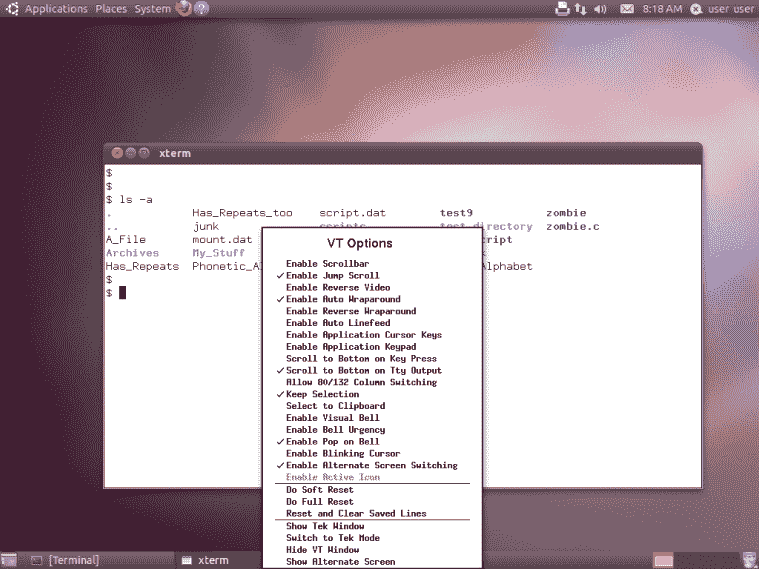 Applications Places System 8:18 AM user user
xterm
$
$
$ ls -a
. Has_Repeats_too script.dat test9 zombie
.. junk scripts test_directory zombie.c
A_File mount.dat script
Archives My_Stuff
Has_Repeats Phonetic_A Alphabet
$
$
VT Options
Enable Scrollbar
✓Enable Jump Scroll
Enable Reverse Video
✓Enable Auto Wraparound
Enable Reverse Wraparound
Enable Auto Linefeed
Enable Application Cursor Keys
Enable Application Keypad
Scroll to Bottom on Key Press
✓Scroll to Bottom on Tty Output
Allow 80/132 Column Switching
✓Keep Selection
Select to Clipboard
Enable Visual Bell
Enable Bell Urgency
✓Enable Pop on Bell
Enable Blinking Cursor
✓Enable Alternate Screen Switching
Enable Active Icon
Do Soft Reset
Do Full Reset
Reset and Clear Saved Lines
Show Tek Window
Switch to Tek Mode
Hide VT Window
Show Alternate Screen
[Terminal] xterm